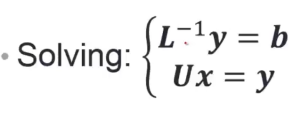 • Solving: { L⁻¹y = b
Ux = y